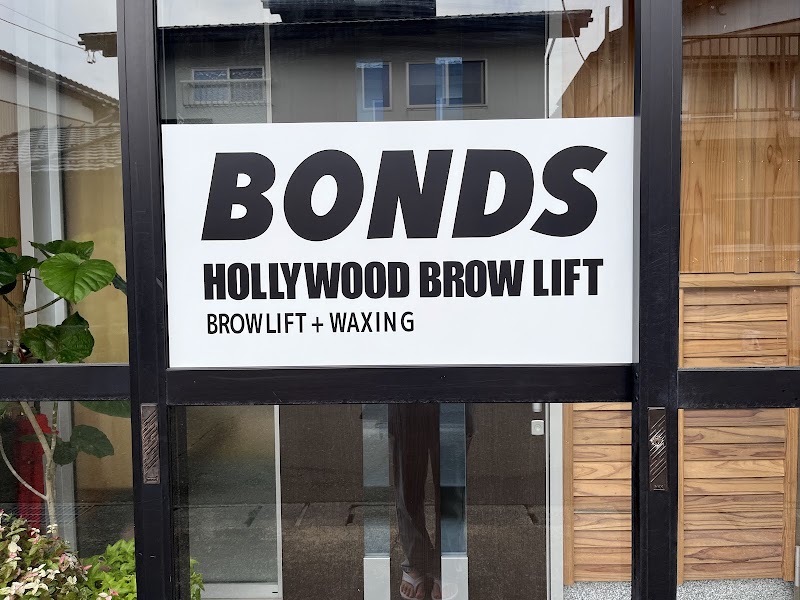 BONDS
HOLLYWOOD BROW LIFT
BROWLIFT + WAXING